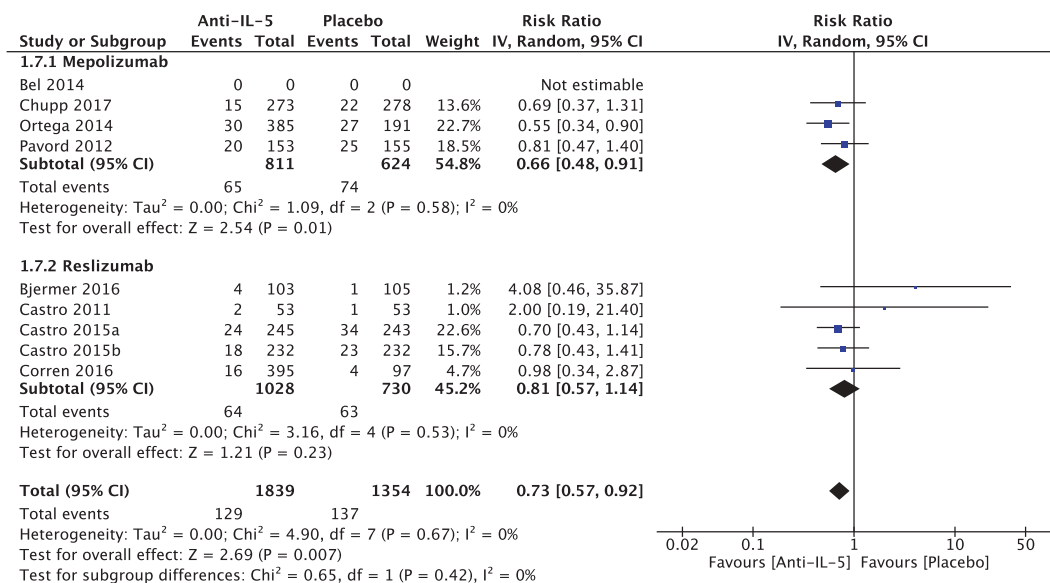 Anti-IL-5 Placebo Risk Ratio Risk Ratio
Study or Subgroup Events Total Events Total Weight IV, Random, 95% CI IV, Random, 95% CI
1.7.1 Mepolizumab
Bel 2014 0 0 0 0 Not estimable
Chupp 2017 15 273 22 278 13.6% 0.69 [0.37, 1.31]
Ortega 2014 30 385 27 191 22.7% 0.55 [0.34, 0.90]
Pavord 2012 20 153 25 155 18.5% 0.81 [0.47, 1.40]
Subtotal (95% CI) 811 624 54.8% 0.66 [0.48, 0.91]
Total events 65 74
Heterogeneity: Tau² = 0.00; Chi² = 1.09, df = 2 (P = 0.58); I² = 0%
Test for overall effect: Z = 2.54 (P = 0.01)
1.7.2 Reslizumab
Bjermer 2016 4 103 1 105 1.2% 4.08 [0.46, 35.87]
Castro 2011 2 53 1 53 1.0% 2.00 [0.19, 21.40]
Castro 2015a 24 245 34 243 22.6% 0.70 [0.43, 1.14]
Castro 2015b 18 232 23 232 15.7% 0.78 [0.43, 1.41]
Corren 2016 16 395 4 97 4.7% 0.98 [0.34, 2.87]
Subtotal (95% CI) 1028 730 45.2% 0.81 [0.57, 1.14]
Total events 64 63
Heterogeneity: Tau² = 0.00; Chi² = 3.16, df = 4 (P = 0.53); I² = 0%
Test for overall effect: Z = 1.21 (P = 0.23)
Total (95% CI) 1839 1354 100.0% 0.73 [0.57, 0.92]
Total events 129 137
Heterogeneity: Tau² = 0.00; Chi² = 4.90, df = 7 (P = 0.67); I² = 0%
Test for overall effect: Z = 2.69 (P = 0.007)
Test for subgroup differences: Chi² = 0.65, df = 1 (P = 0.42), I² = 0%
0.02 0.1 1 10 50
Favours [Anti-IL-5] Favours [Placebo]